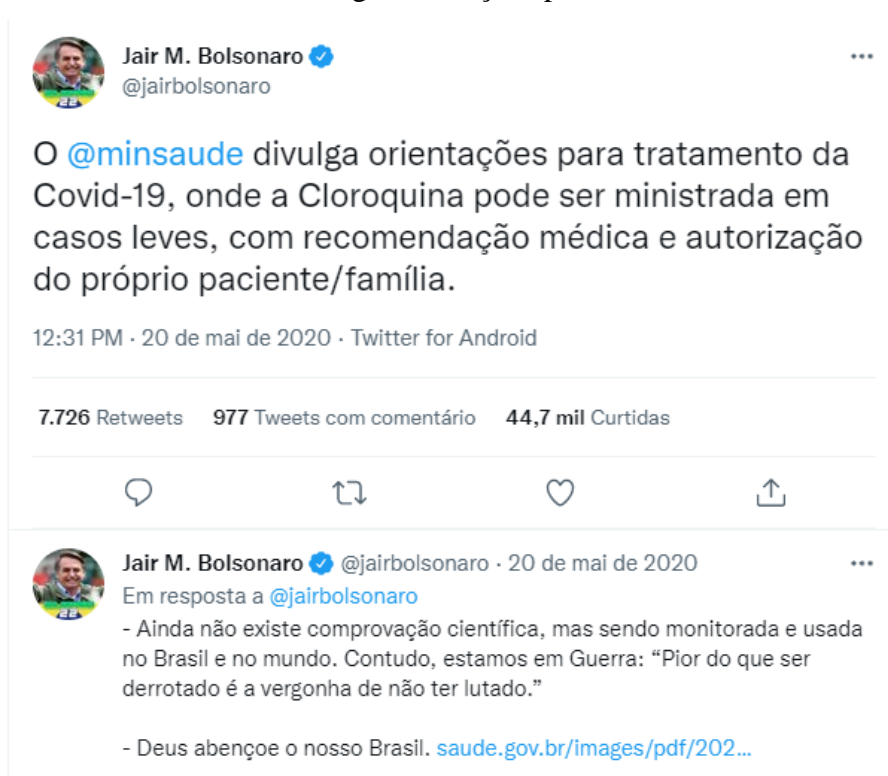 Jair M. Bolsonaro
@jairbolsonaro
O @minsaude divulga orientações para tratamento da
Covid-19, onde a Cloroquina pode ser ministrada em
casos leves, com recomendação médica e autorização
do próprio paciente/família.
12:31 PM · 20 de mai de 2020 · Twitter for Android
7.726 Retweets 977 Tweets com comentário 44,7 mil Curtidas
Jair M. Bolsonaro @jairbolsonaro · 20 de mai de 2020
Em resposta a @jairbolsonaro
- Ainda não existe comprovação científica, mas sendo monitorada e usada
no Brasil e no mundo. Contudo, estamos em Guerra: “Pior do que ser
derrotado é a vergonha de não ter lutado.”
- Deus abençoe o nosso Brasil. saude.gov.br/images/pdf/202...